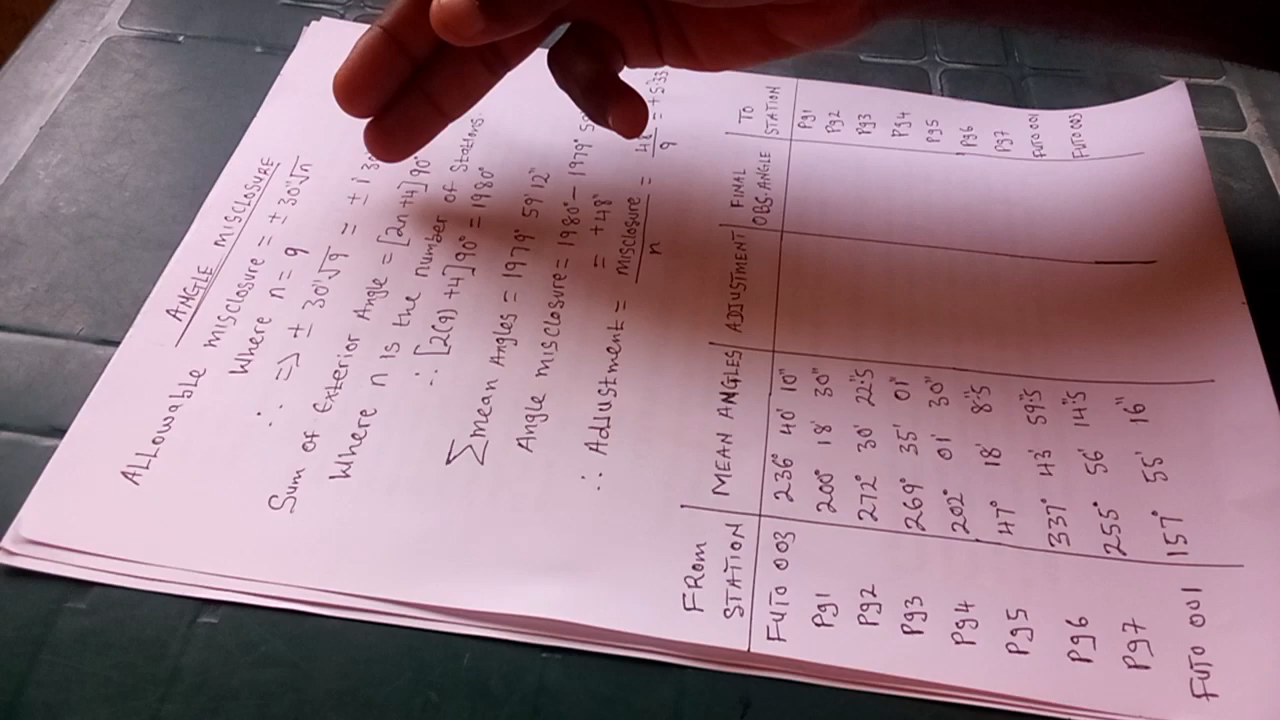 ANGLE MISCLOSURE
ALLOWABLE MISCLOSURE = ± 30"√n
Where n = 9
∴ => ± 30"√9 = ± 1'
Sum of Exterior Angle = [2n+4]90°
Where n is the number of stations.
∴ [2(9)+4]90° = 1980°
∑mean Angles = 1979° 59' 12"
Angle misclosure = 1980° - 1979°
= +48"
∴ Adjustment = misclosure/n = 48/9 = +5.33
FROM STATION | MEAN ANGLES | ADJUSTMENT | FINAL OBS. ANGLE | TO STATION
FUTO 003 236° 40' 10" Pg1
Pg1 200° 18' 30" Pg2
Pg2 272° 30' 22".5 Pg3
Pg3 269° 35' 01" Pg4
Pg4 202° 01' 30" Pg5
Pg5 47° 18' 8".5 Pg6
Pg6 337° 43' 59".5 Pg7
Pg7 255° 56' 14".5 FUTO 001
FUTO 001 157° 55' 16" FUTO 003